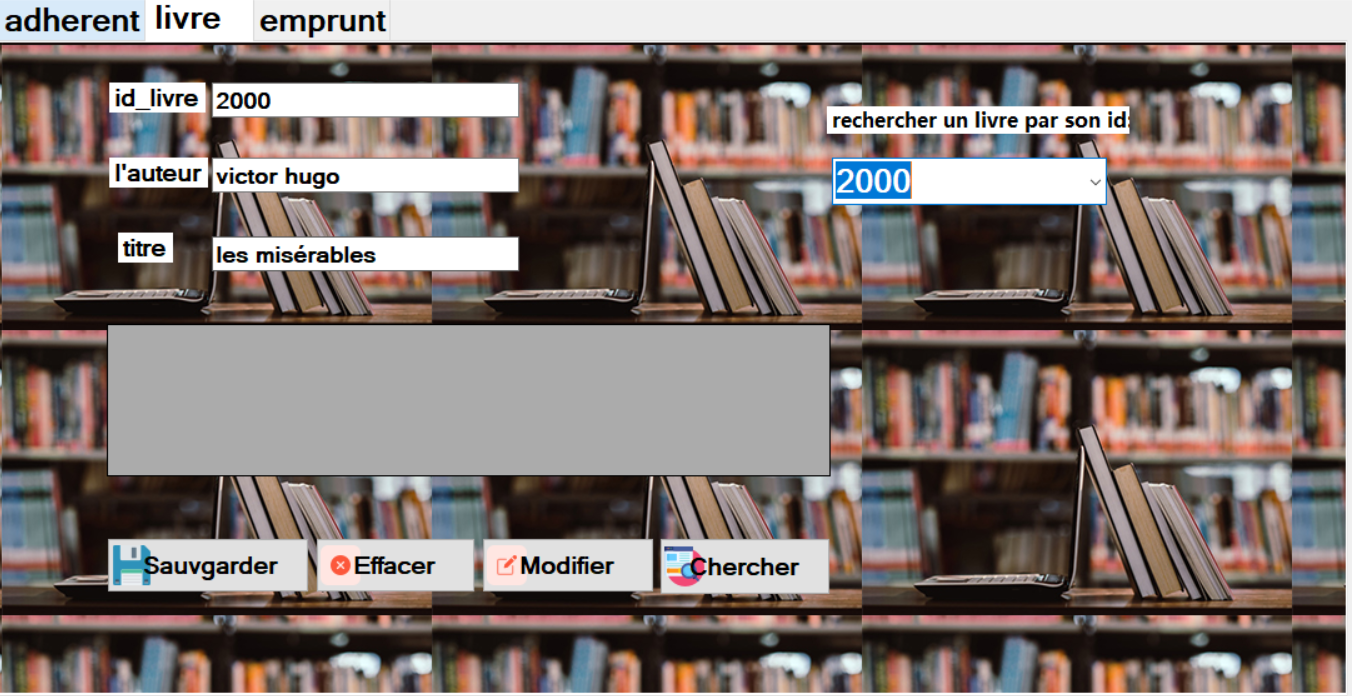 adherent livre emprunt
id_livre 2000
l'auteur victor hugo
titre les misérables
rechercher un livre par son id:
2000
Sauvgarder Effacer Modifier Chercher